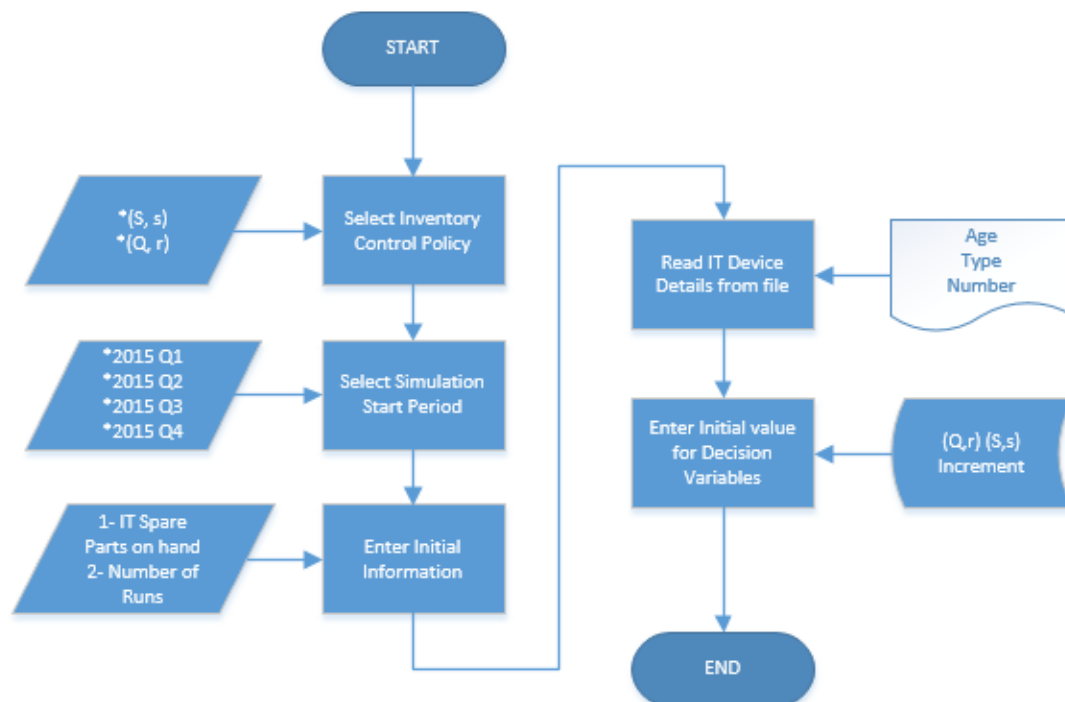 START
*(S, s)
*(Q, r)
Select Inventory
Control Policy
*2015 Q1
*2015 Q2
*2015 Q3
*2015 Q4
Select Simulation
Start Period
1- IT Spare
Parts on hand
2- Number of
Runs
Enter Initial
Information
Read IT Device
Details from file
Age
Type
Number
Enter Initial value
for Decision
Variables
(Q,r) (S,s)
Increment
END